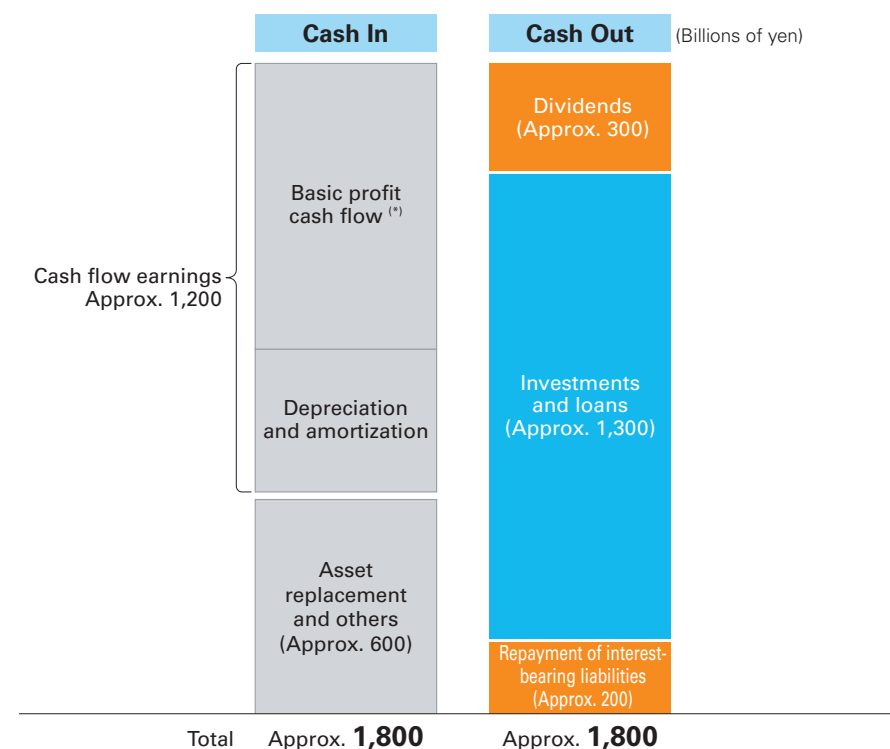 Cash In
Cash Out
(Billions of yen)
Cash flow earnings
Approx. 1,200
Basic profit
cash flow (*)
Depreciation
and amortization
Asset
replacement
and others
(Approx. 600)
Dividends
(Approx. 300)
Investments
and loans
(Approx. 1,300)
Repayment of interest-
bearing liabilities
(Approx. 200)
Total Approx. 1,800 Approx. 1,800